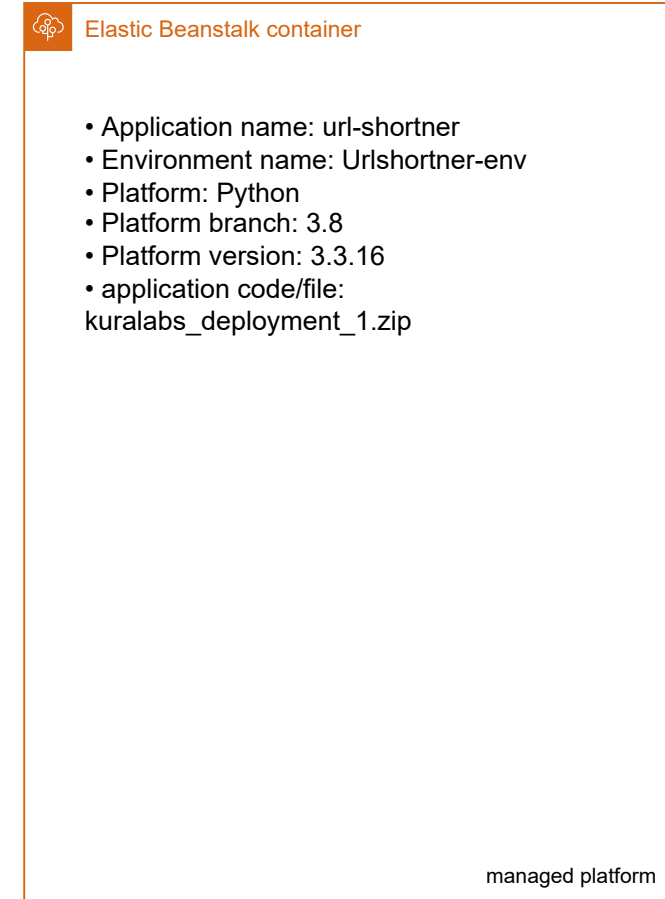 Elastic Beanstalk container
• Application name: url-shortner
• Environment name: Urlshortner-env
• Platform: Python
• Platform branch: 3.8
• Platform version: 3.3.16
• application code/file:
kuralabs_deployment_1.zip
managed platform